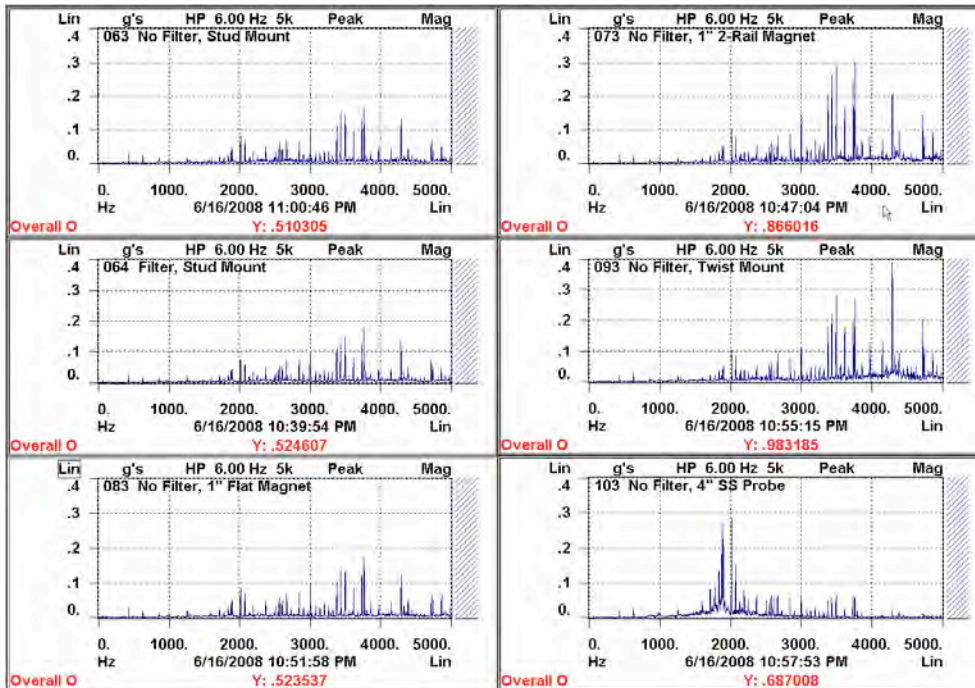 Lin g's HP 6.00 Hz 5k Peak Mag
063 No Filter, Stud Mount
.4
.3
.2
.1
0.
0. 1000. 2000. 3000. 4000. 5000.
Hz 6/16/2008 11:00:46 PM Lin
Overall O Y: .510305
Lin g's HP 6.00 Hz 5k Peak Mag
073 No Filter, 1" 2-Rail Magnet
.4
.3
.2
.1
0.
0. 1000. 2000. 3000. 4000. 5000.
Hz 6/16/2008 10:47:04 PM Lin
Overall O Y: .866016
Lin g's HP 6.00 Hz 5k Peak Mag
064 Filter, Stud Mount
.4
.3
.2
.1
0.
0. 1000. 2000. 3000. 4000. 5000.
Hz 6/16/2008 10:39:54 PM Lin
Overall O Y: .524607
Lin g's HP 6.00 Hz 5k Peak Mag
093 No Filter, Twist Mount
.4
.3
.2
.1
0.
0. 1000. 2000. 3000. 4000. 5000.
Hz 6/16/2008 10:55:15 PM Lin
Overall O Y: .983185
Lin g's HP 6.00 Hz 5k Peak Mag
083 No Filter, 1" Flat Magnet
.4
.3
.2
.1
0.
0. 1000. 2000. 3000. 4000. 5000.
Hz 6/16/2008 10:51:58 PM Lin
Overall O Y: .523537
Lin g's HP 6.00 Hz 5k Peak Mag
103 No Filter, 4" SS Probe
.4
.3
.2
.1
0.
0. 1000. 2000. 3000. 4000. 5000.
Hz 6/16/2008 10:57:53 PM Lin
Overall O Y: .687008